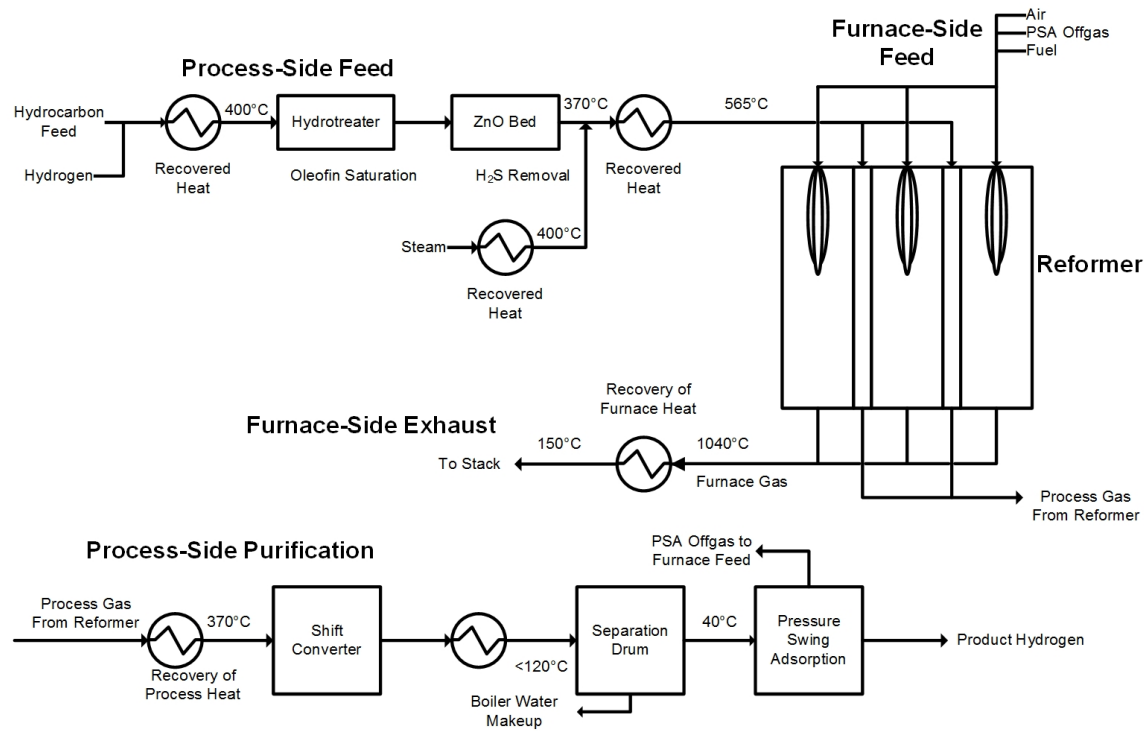 Process-Side Feed
Hydrocarbon
Feed
Hydrogen
Recovered
Heat
400°C
Hydrotreater
Oleofin Saturation
ZnO Bed
H₂S Removal
370°C
Recovered
Heat
565°C
Steam
Recovered
Heat
400°C
Furnace-Side
Feed
Air
PSA Offgas
Fuel
Reformer
Furnace-Side Exhaust
Recovery of
Furnace Heat
150°C
1040°C
To Stack
Furnace Gas
Process Gas
From Reformer
Process-Side Purification
Process Gas
From Reformer
370°C
Recovery of
Process Heat
Shift
Converter
<120°C
Separation
Drum
Boiler Water
Makeup
40°C
PSA Offgas to
Furnace Feed
Pressure
Swing
Adsorption
Product Hydrogen